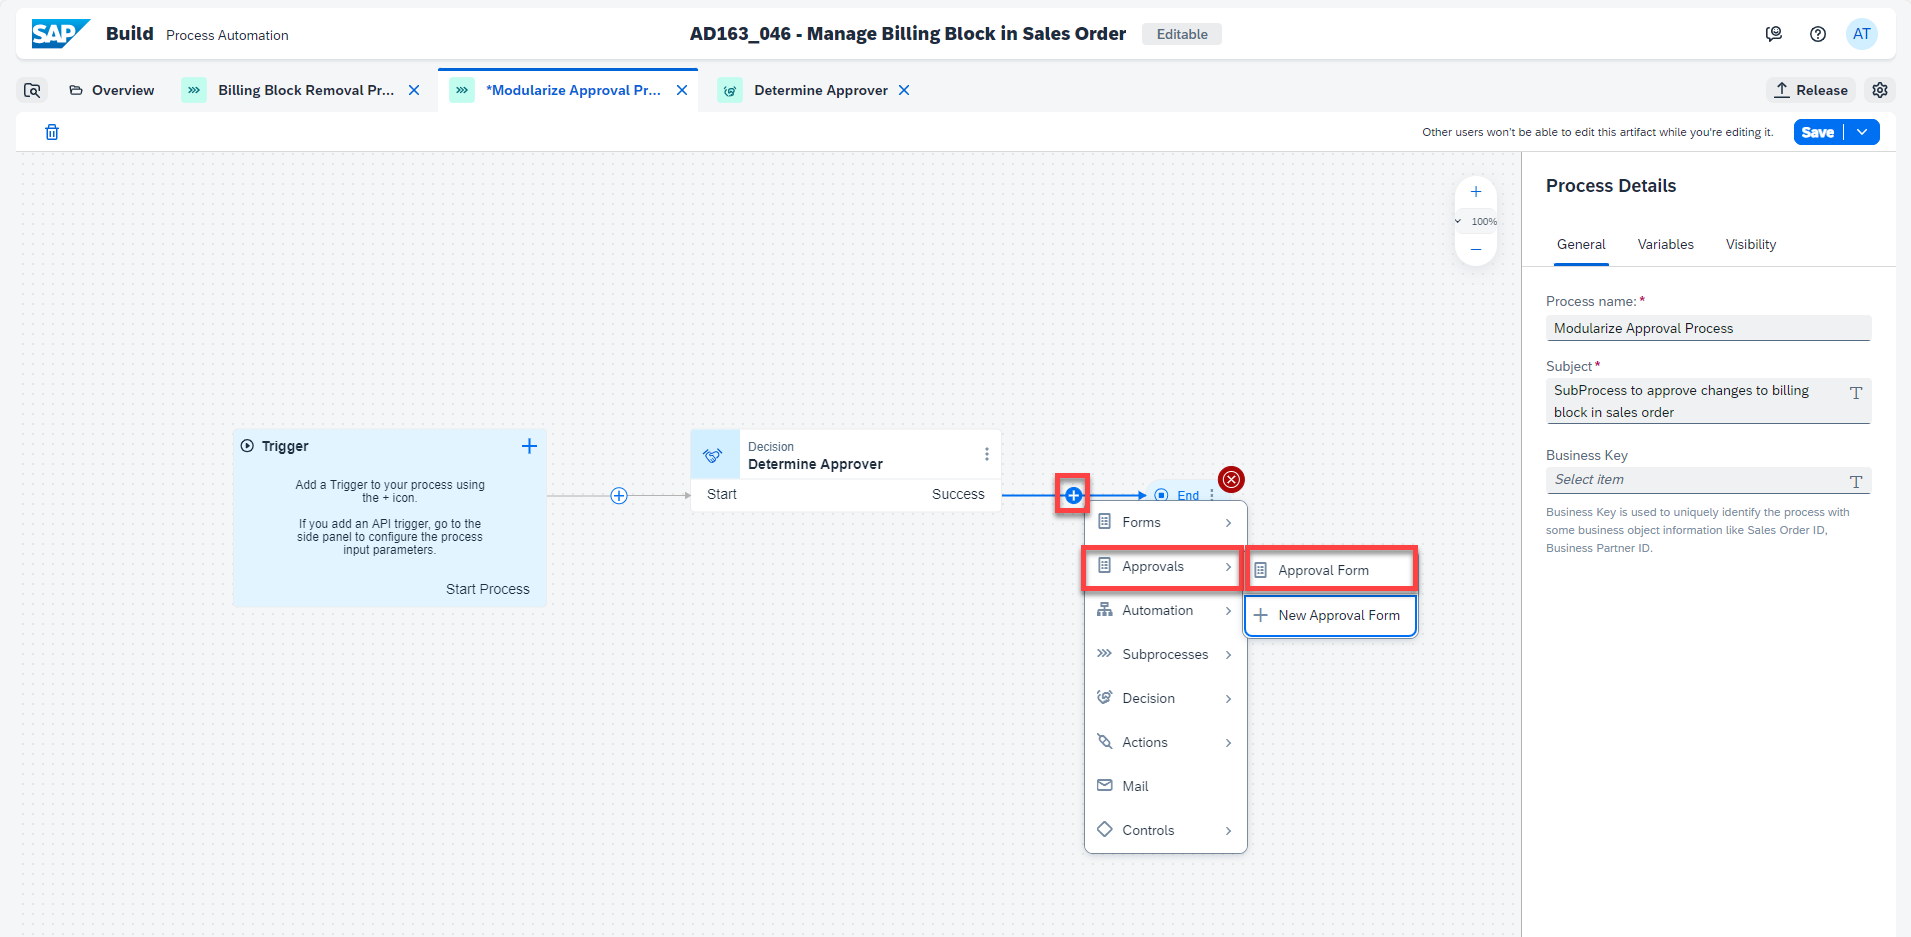 SAP Build Process Automation
AD163_046 - Manage Billing Block in Sales Order Editable
AT
Overview
Billing Block Removal Pr...
*Modularize Approval Pr...
Determine Approver
Release
Other users won't be able to edit this artifact while you're editing it.
Save
100%
Trigger
Add a Trigger to your process using
the + icon.
If you add an API trigger, go to the
side panel to configure the process
input parameters.
Start Process
Decision
Determine Approver
Start Success
End
Forms
Approvals
Automation
Subprocesses
Decision
Actions
Mail
Controls
Approval Form
New Approval Form
Process Details
General Variables Visibility
Process name: *
Modularize Approval Process
Subject *
SubProcess to approve changes to billing
block in sales order
Business Key
Select item
Business Key is used to uniquely identify the process with
some business object information like Sales Order ID,
Business Partner ID.